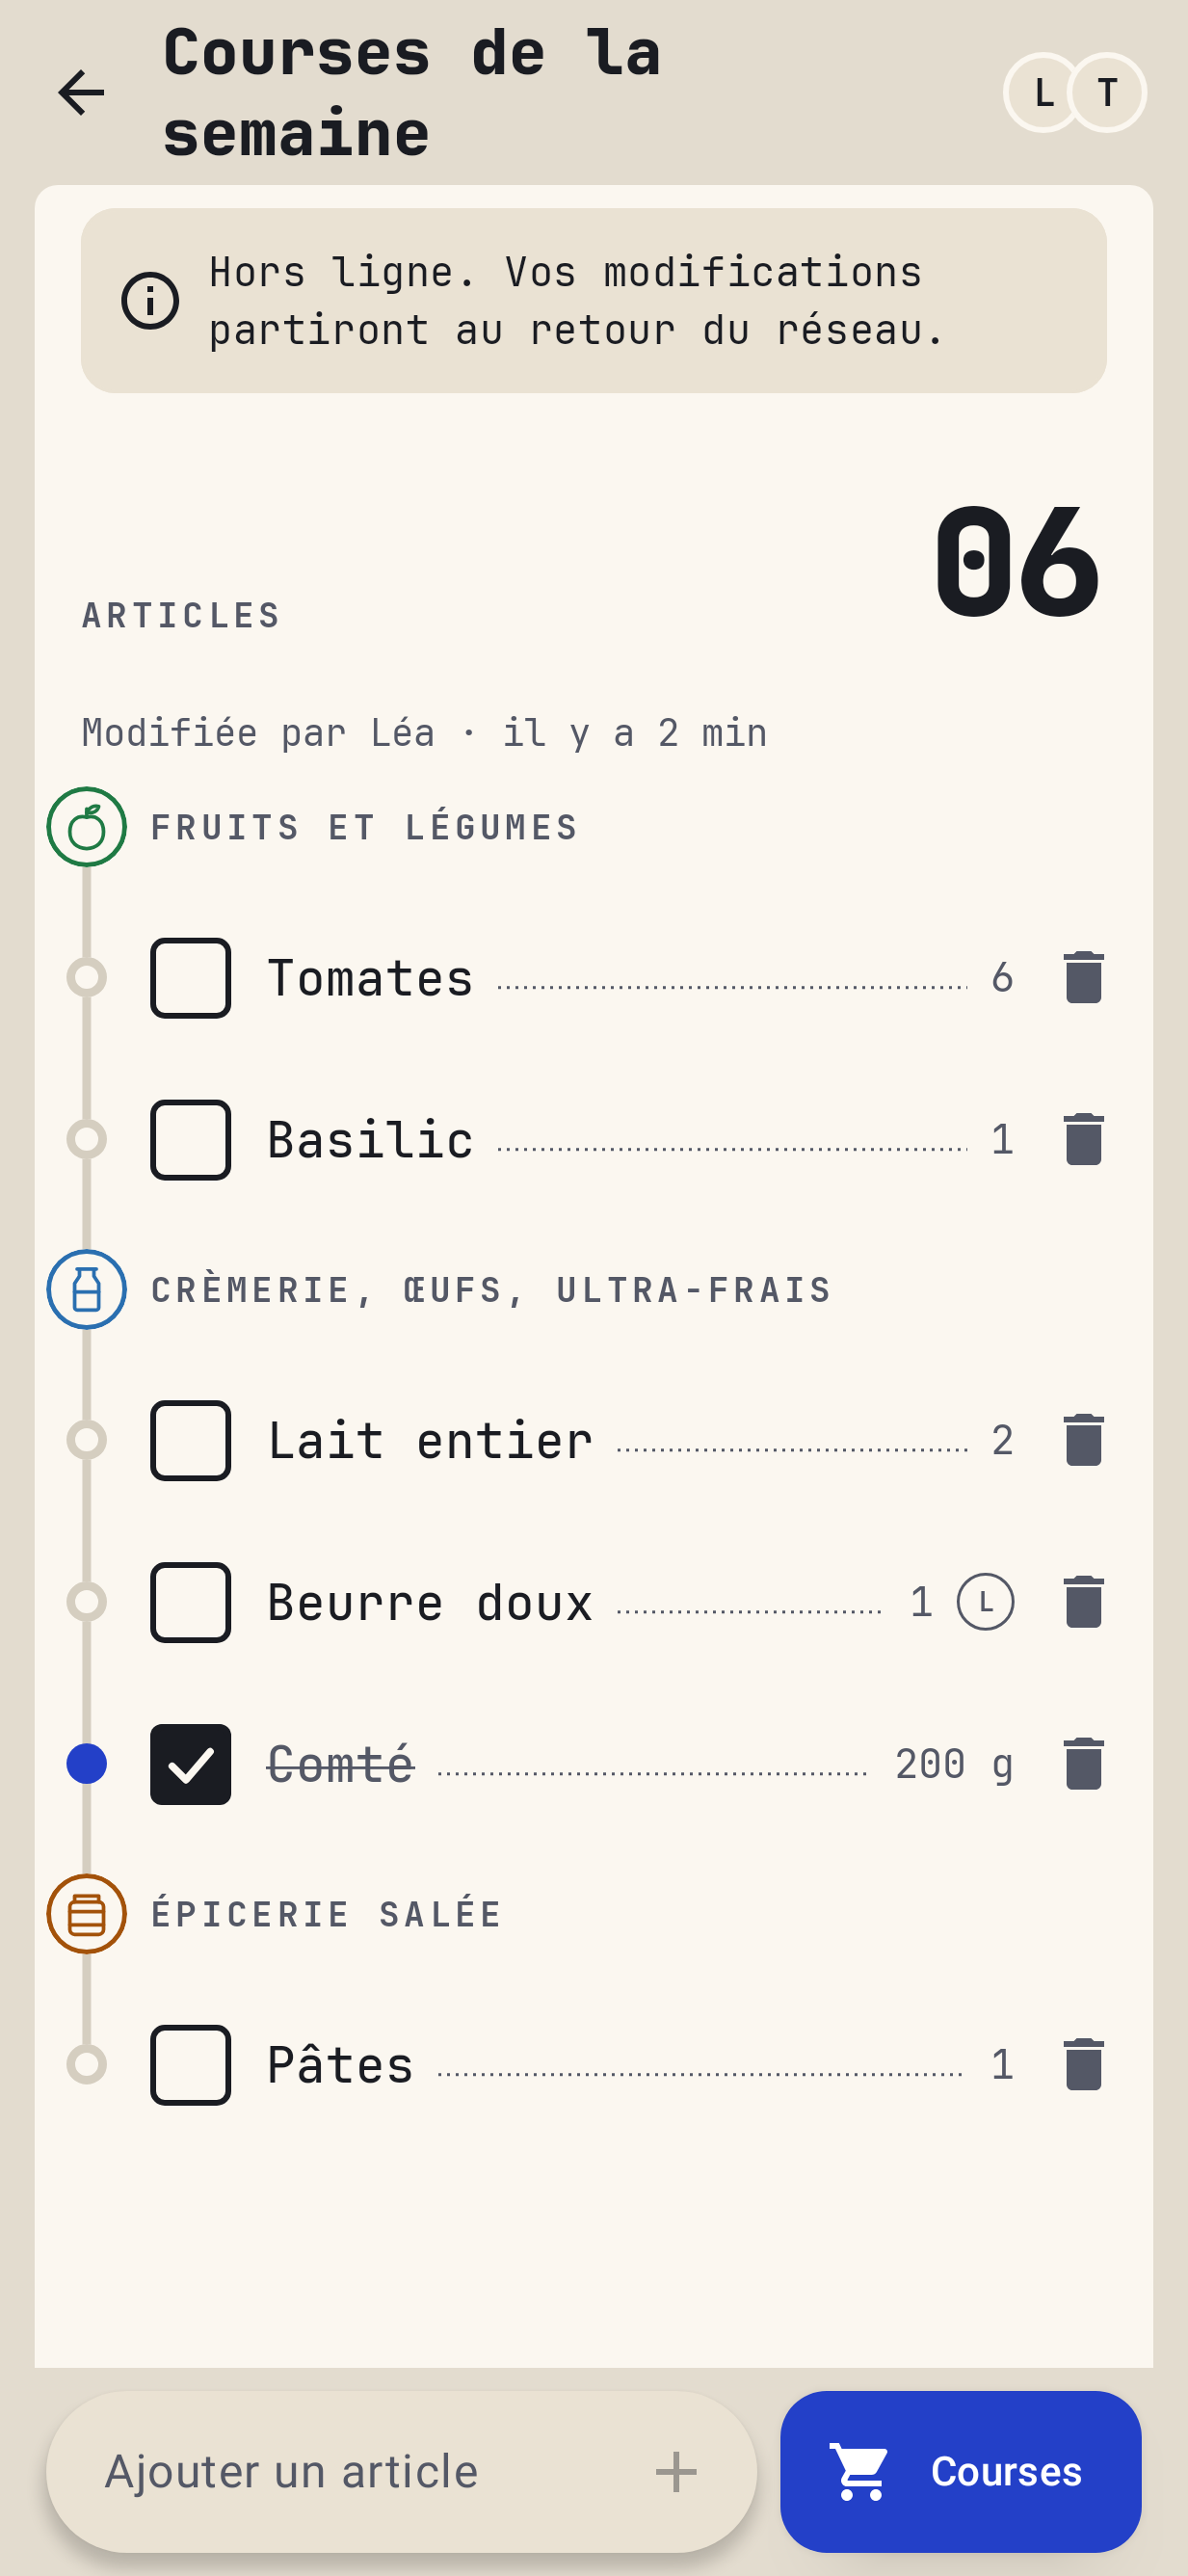 Courses de la
semaine
L T
Hors ligne. Vos modifications
partiront au retour du réseau.
06
ARTICLES
Modifiée par Léa · il y a 2 min
FRUITS ET LÉGUMES
Tomates 6
Basilic 1
CRÈMERIE, ŒUFS, ULTRA-FRAIS
Lait entier 2
Beurre doux 1 L
Comté 200 g
ÉPICERIE SALÉE
Pâtes 1
Ajouter un article
Courses